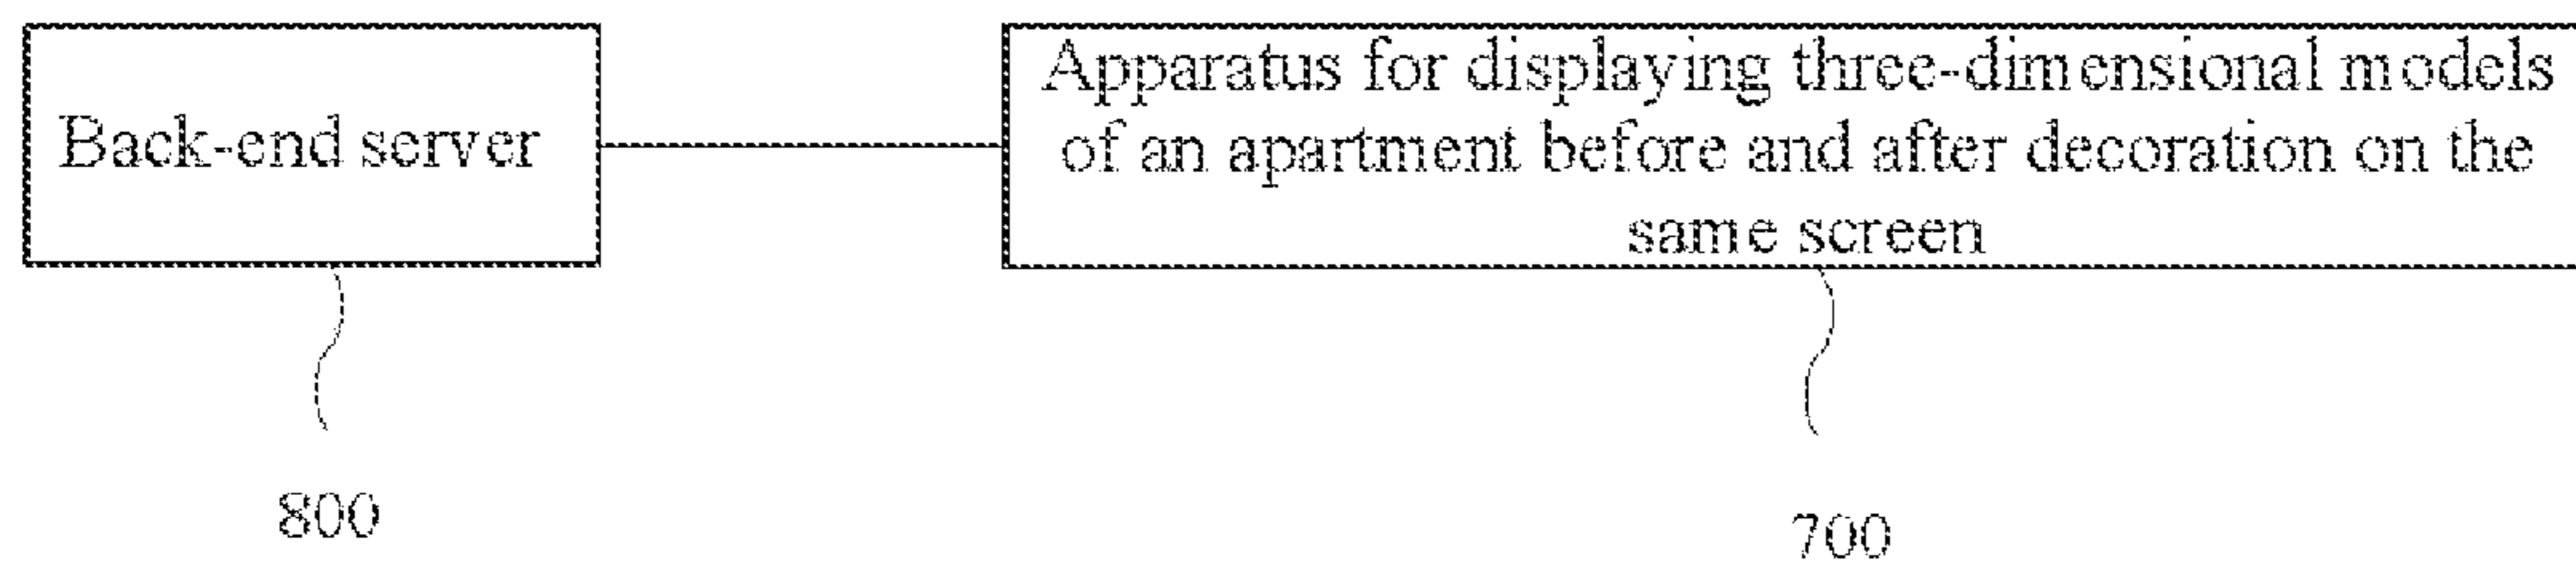 Back-end server
Apparatus for displaying three-dimensional models
of an apartment before and after decoration on the
same screen
800
700